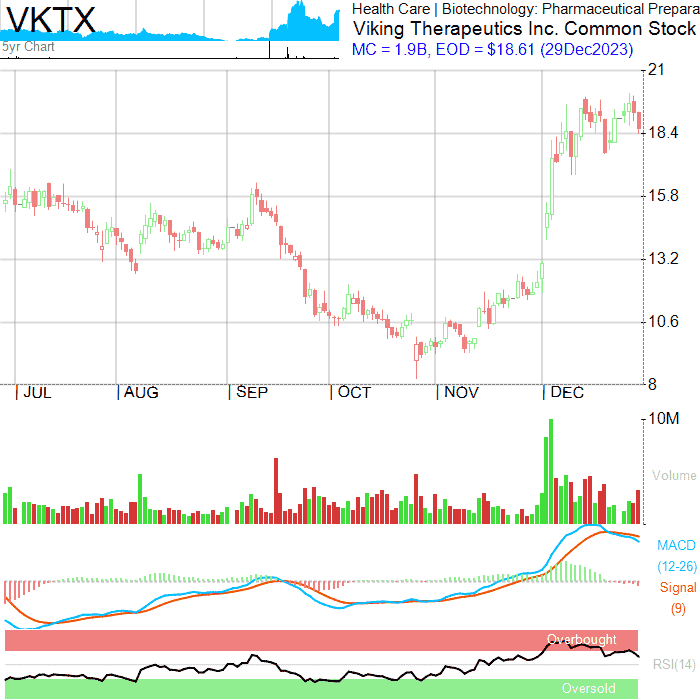 VKTX
5yr Chart
Health Care | Biotechnology: Pharmaceutical Prepara
Viking Therapeutics Inc. Common Stock
MC = 1.9B, EOD = $18.61 (29Dec2023)
21
18.4
15.8
13.2
10.6
8
JUL AUG SEP OCT NOV DEC
10M
Volume
MACD
(12-26)
Signal
(9)
Overbought
RSI(14)
Oversold